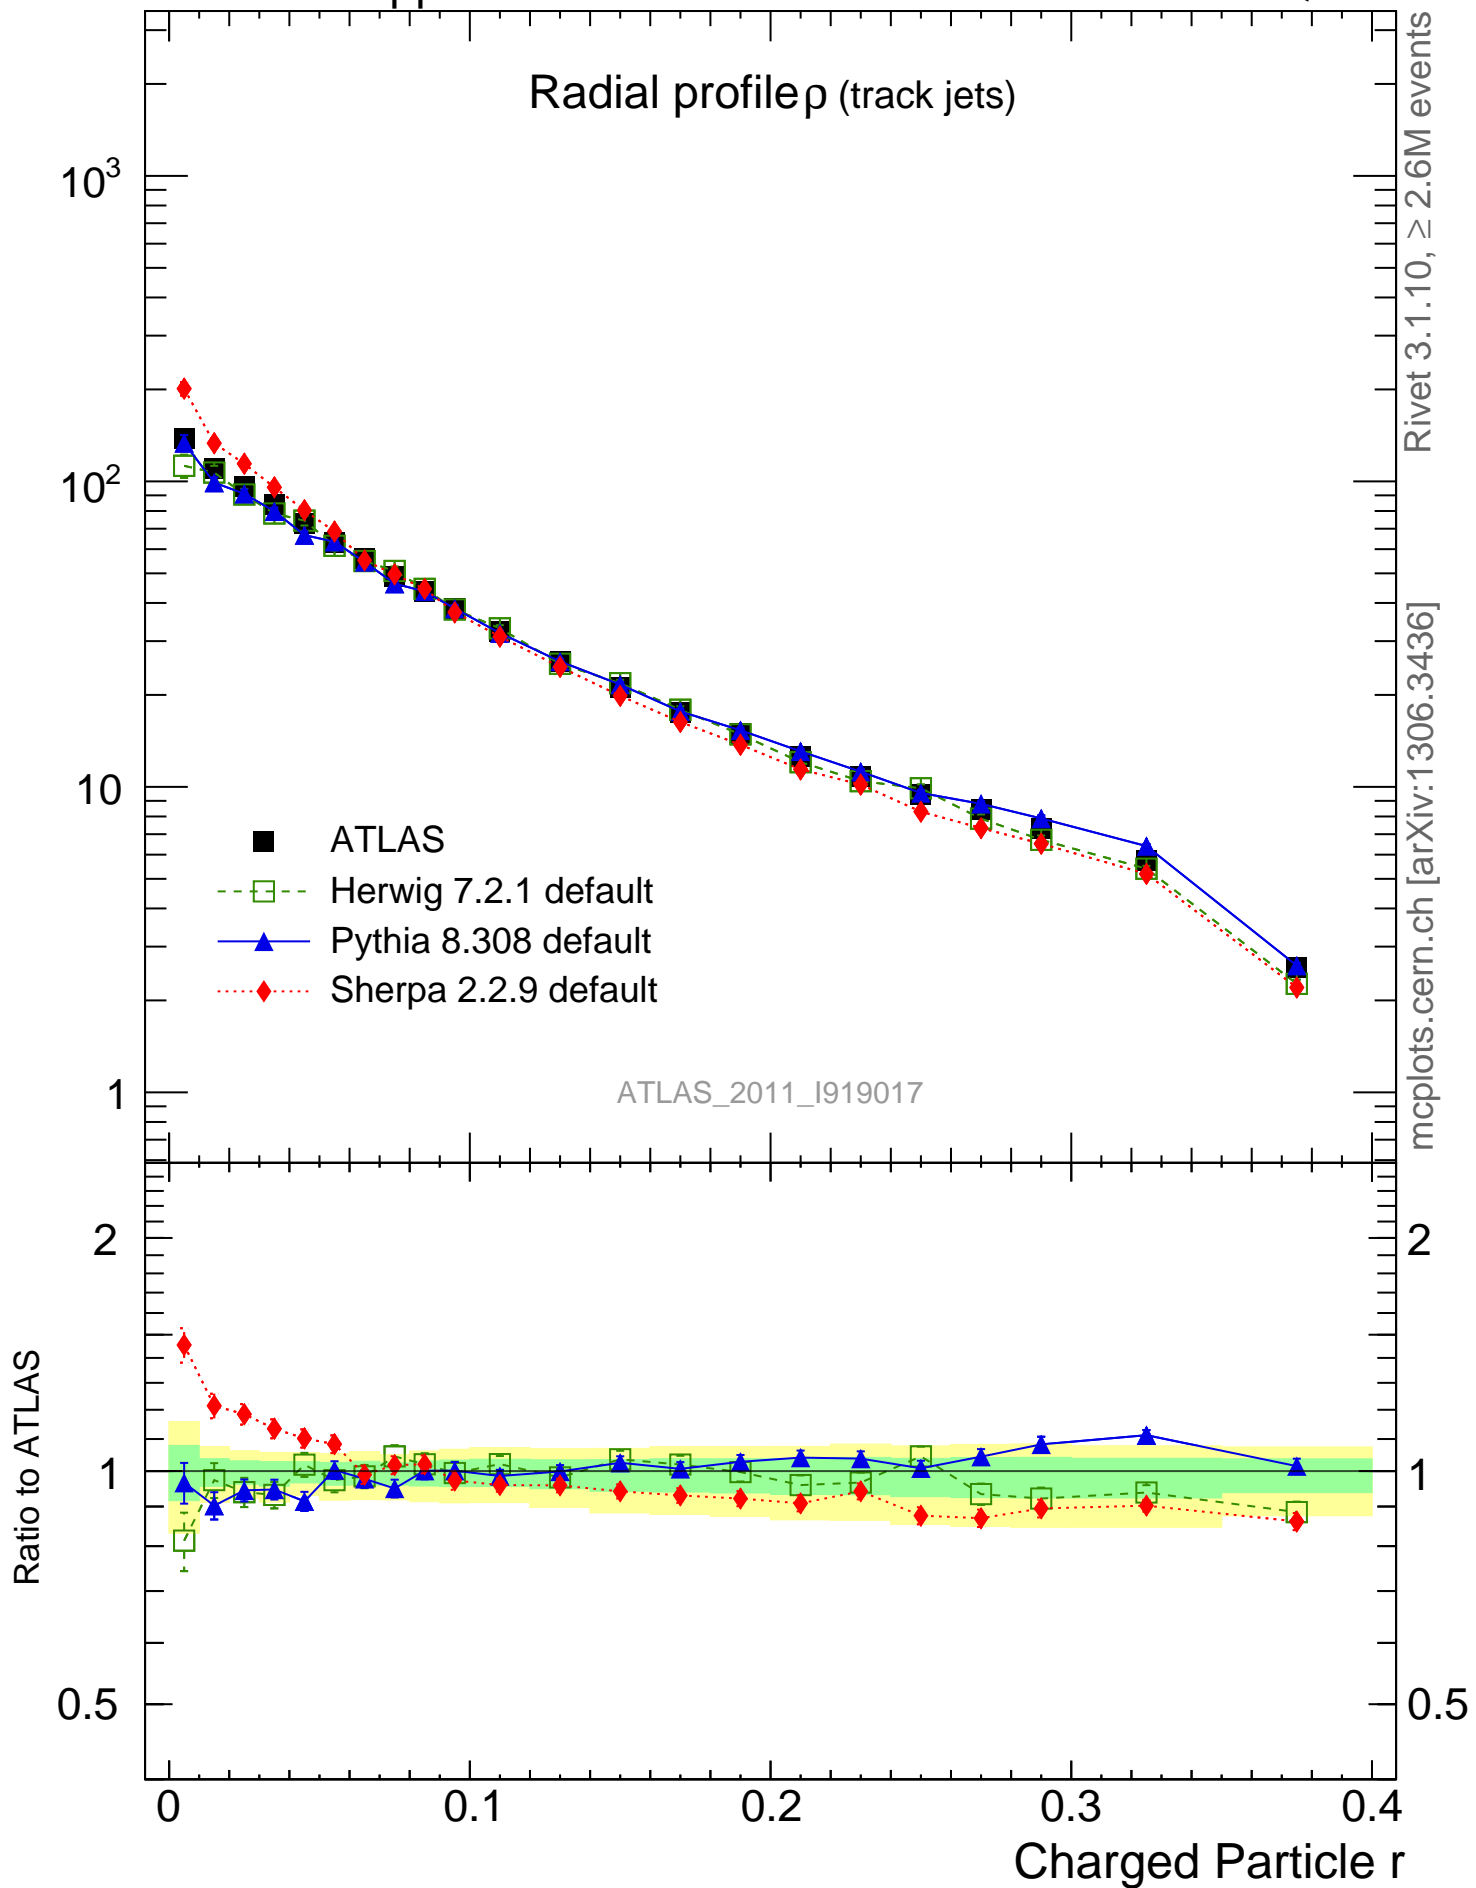 pp
Radial profile ρ (track jets)
10³
10²
10
1
ATLAS
Herwig 7.2.1 default
Pythia 8.308 default
Sherpa 2.2.9 default
ATLAS_2011_I919017
Rivet 3.1.10, ≥ 2.6M events
mcplots.cern.ch [arXiv:1306.3436]
Ratio to ATLAS
2
1
0.5
2
1
0.5
0
0.1
0.2
0.3
0.4
Charged Particle r